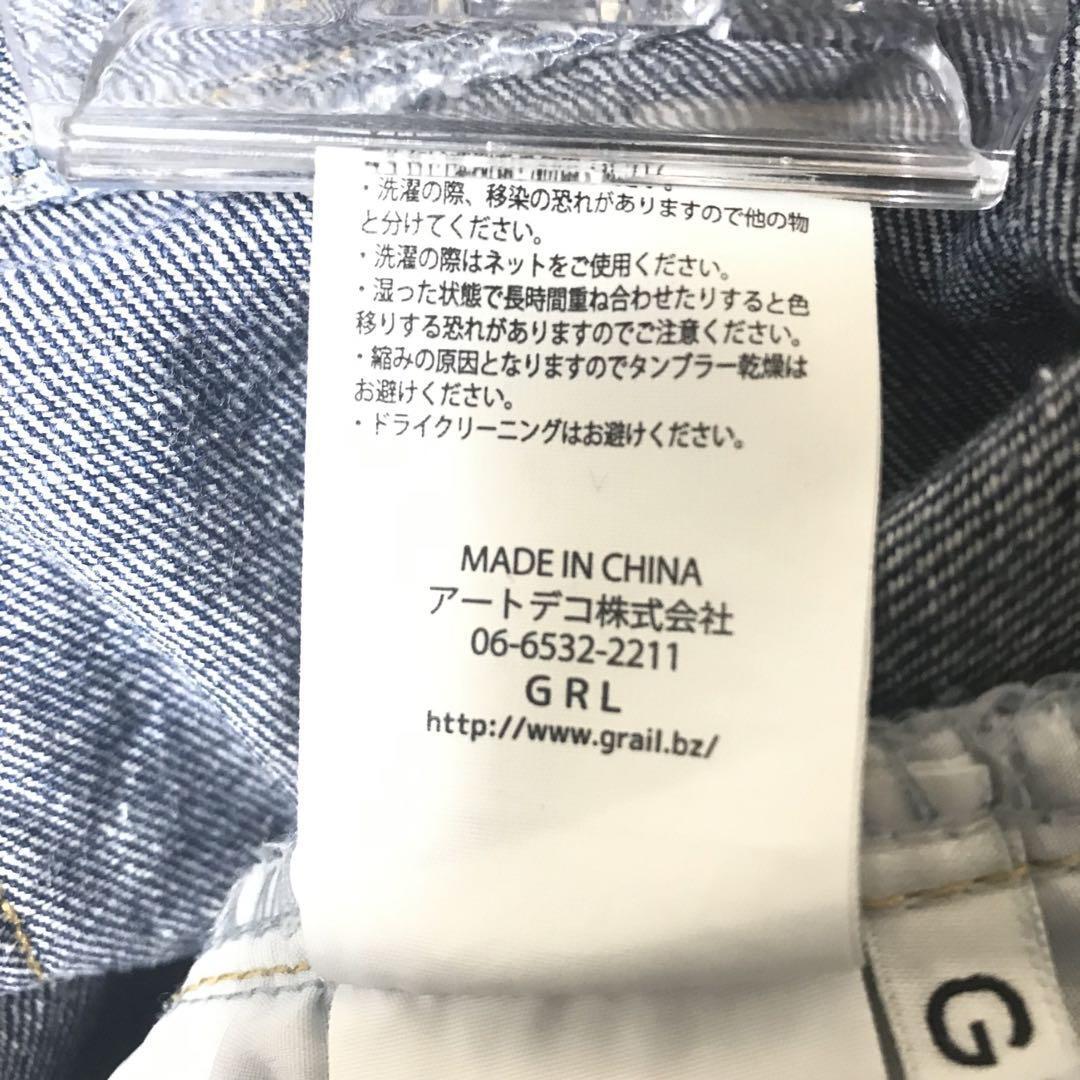 ・洗濯の際、移染の恐れがありますので他の物
と分けてください。
・洗濯の際はネットをご使用ください。
・湿った状態で長時間重ね合わせたりすると色
移りする恐れがありますのでご注意ください。
・縮みの原因となりますのでタンブラー乾燥は
お避けください。
・ドライクリーニングはお避けください。
MADE IN CHINA
アートデコ株式会社
06-6532-2211
GRL
http://www.grail.bz/
G